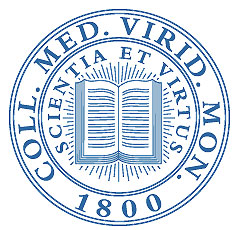 COLL. MED. VIRID. MON.
SCIENTIA ET VIRTUS
1800